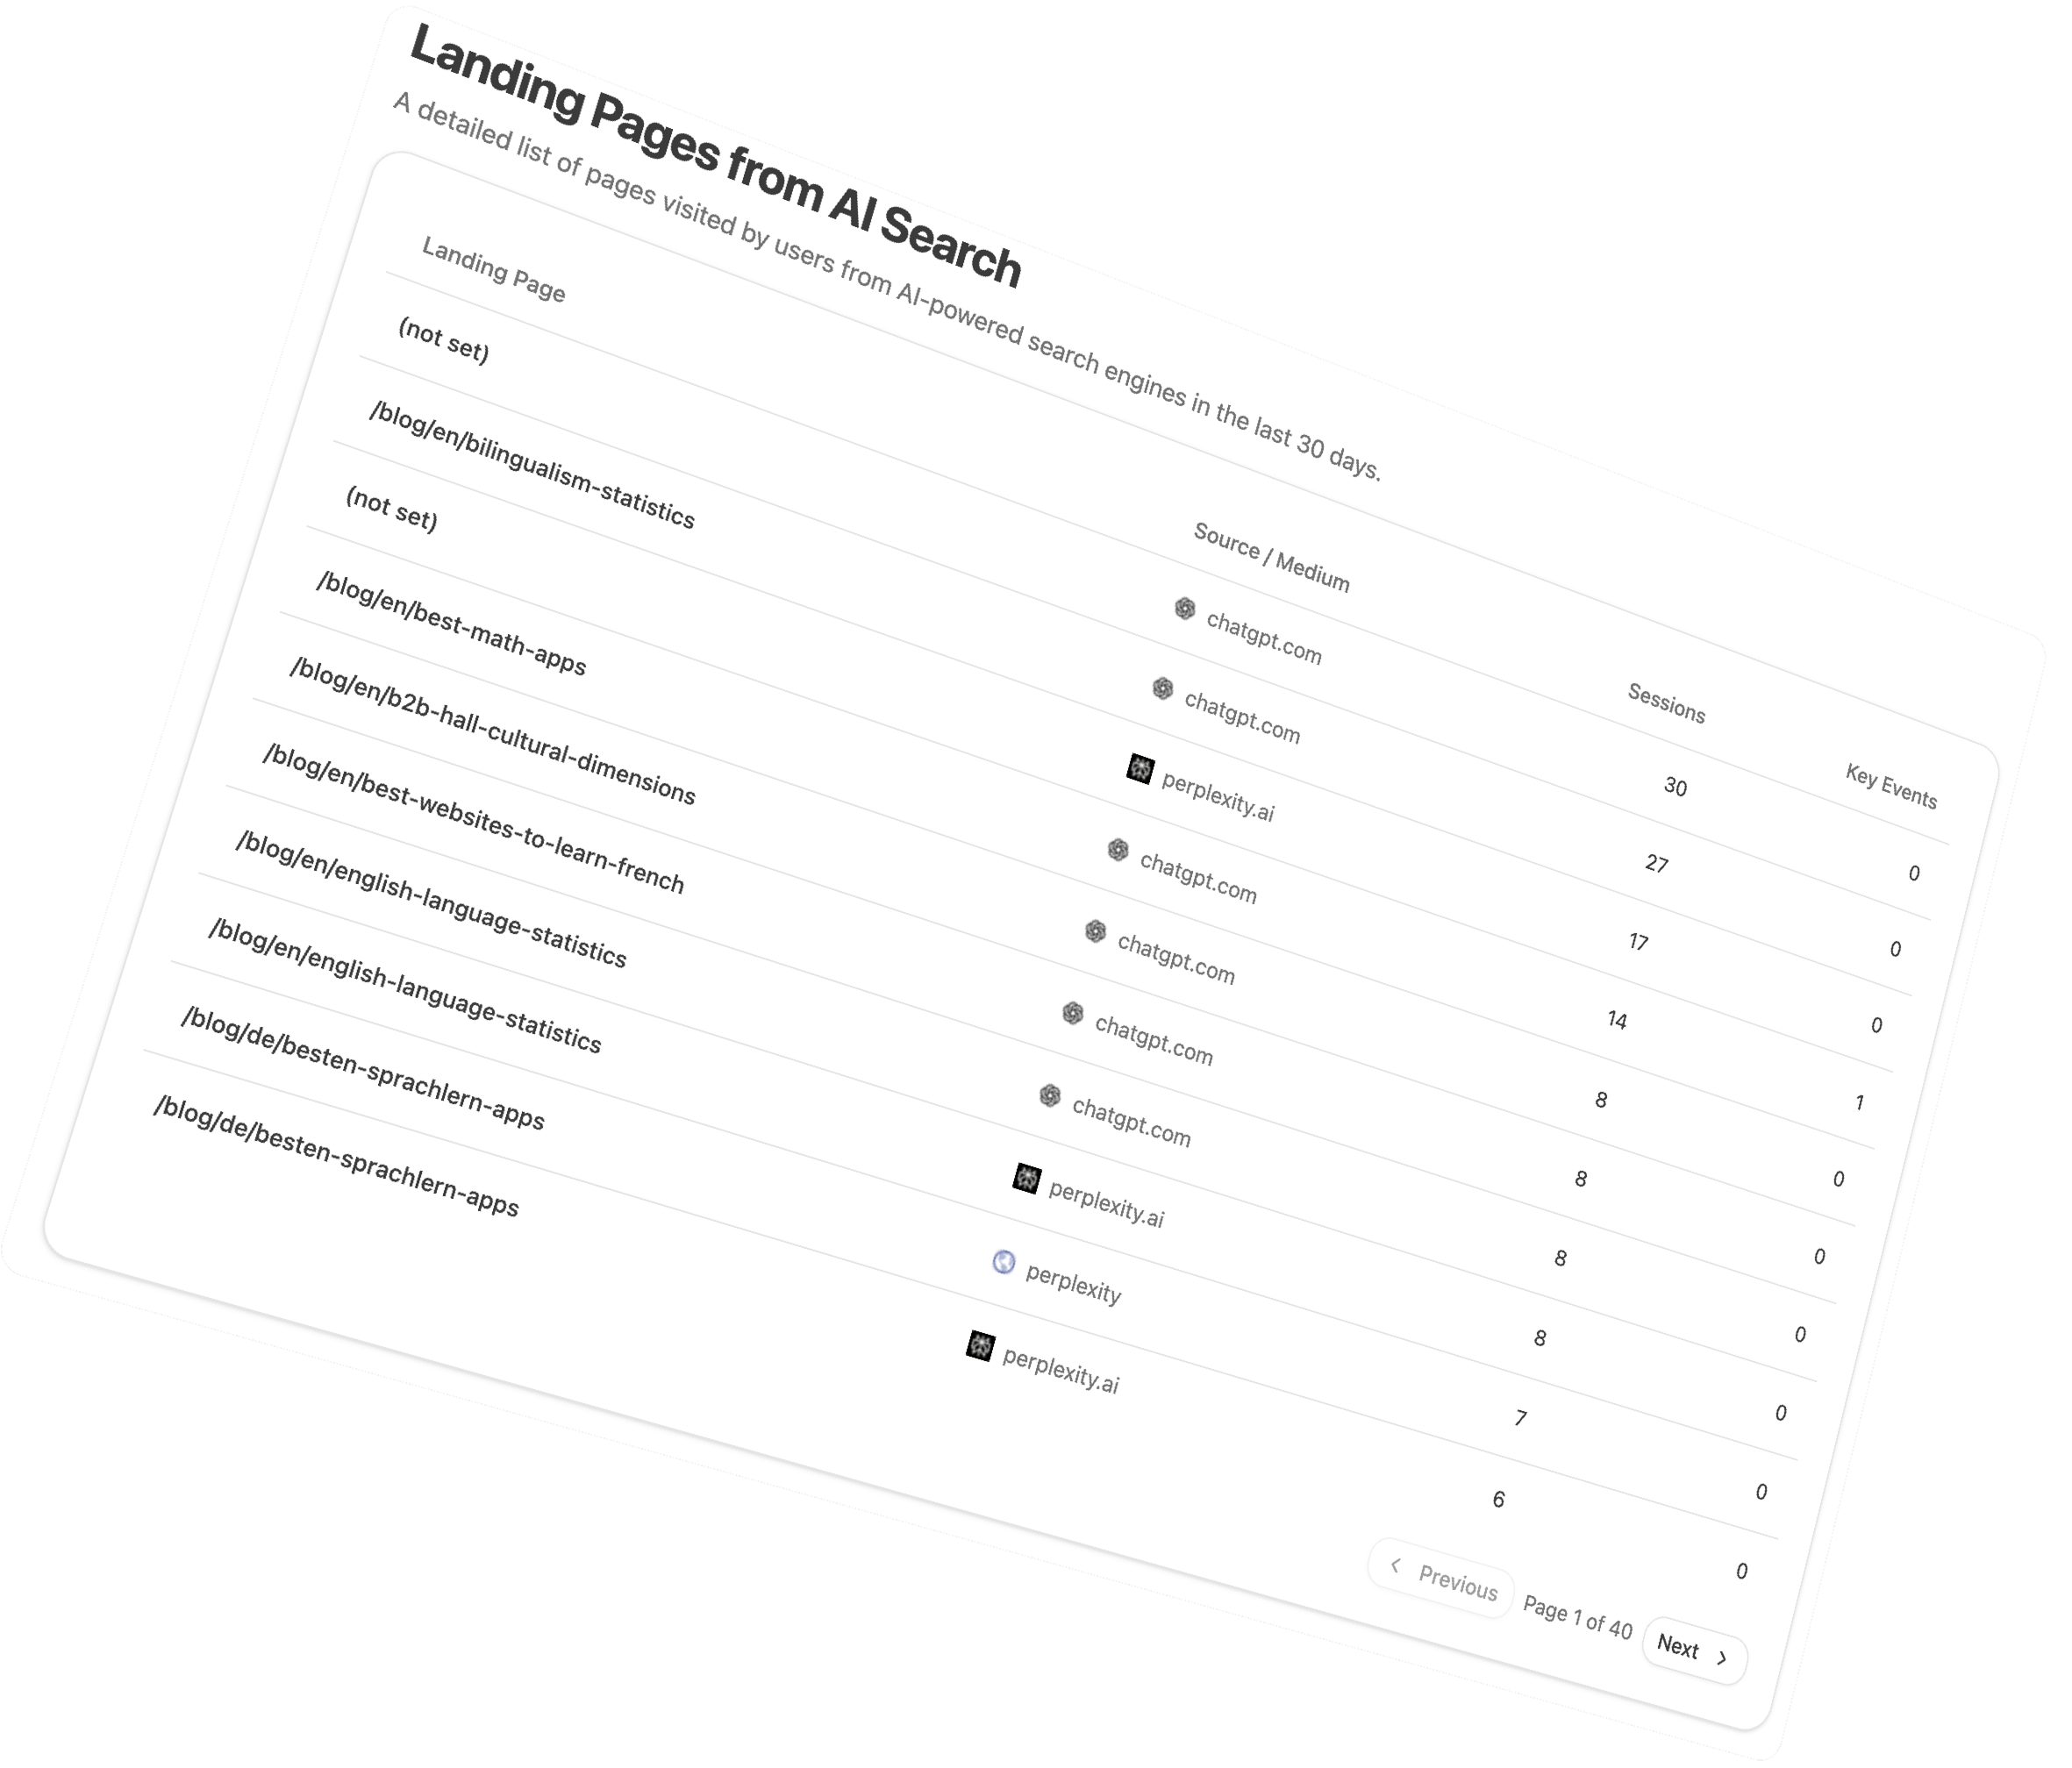 Landing Pages from AI Search
A detailed list of pages visited by users from AI-powered search engines in the last 30 days.
Landing Page Source / Medium Sessions Key Events
(not set) chatgpt.com 30 0
/blog/en/bilingualism-statistics chatgpt.com 27 0
(not set) perplexity.ai 17 0
/blog/en/best-math-apps chatgpt.com 14 1
/blog/en/b2b-hall-cultural-dimensions chatgpt.com 8 0
/blog/en/best-websites-to-learn-french chatgpt.com 8 0
/blog/en/english-language-statistics chatgpt.com 8 0
/blog/en/english-language-statistics perplexity.ai 8 0
/blog/de/besten-sprachlern-apps perplexity 7 0
/blog/de/besten-sprachlern-apps perplexity.ai 6 0
Previous Page 1 of 40 Next